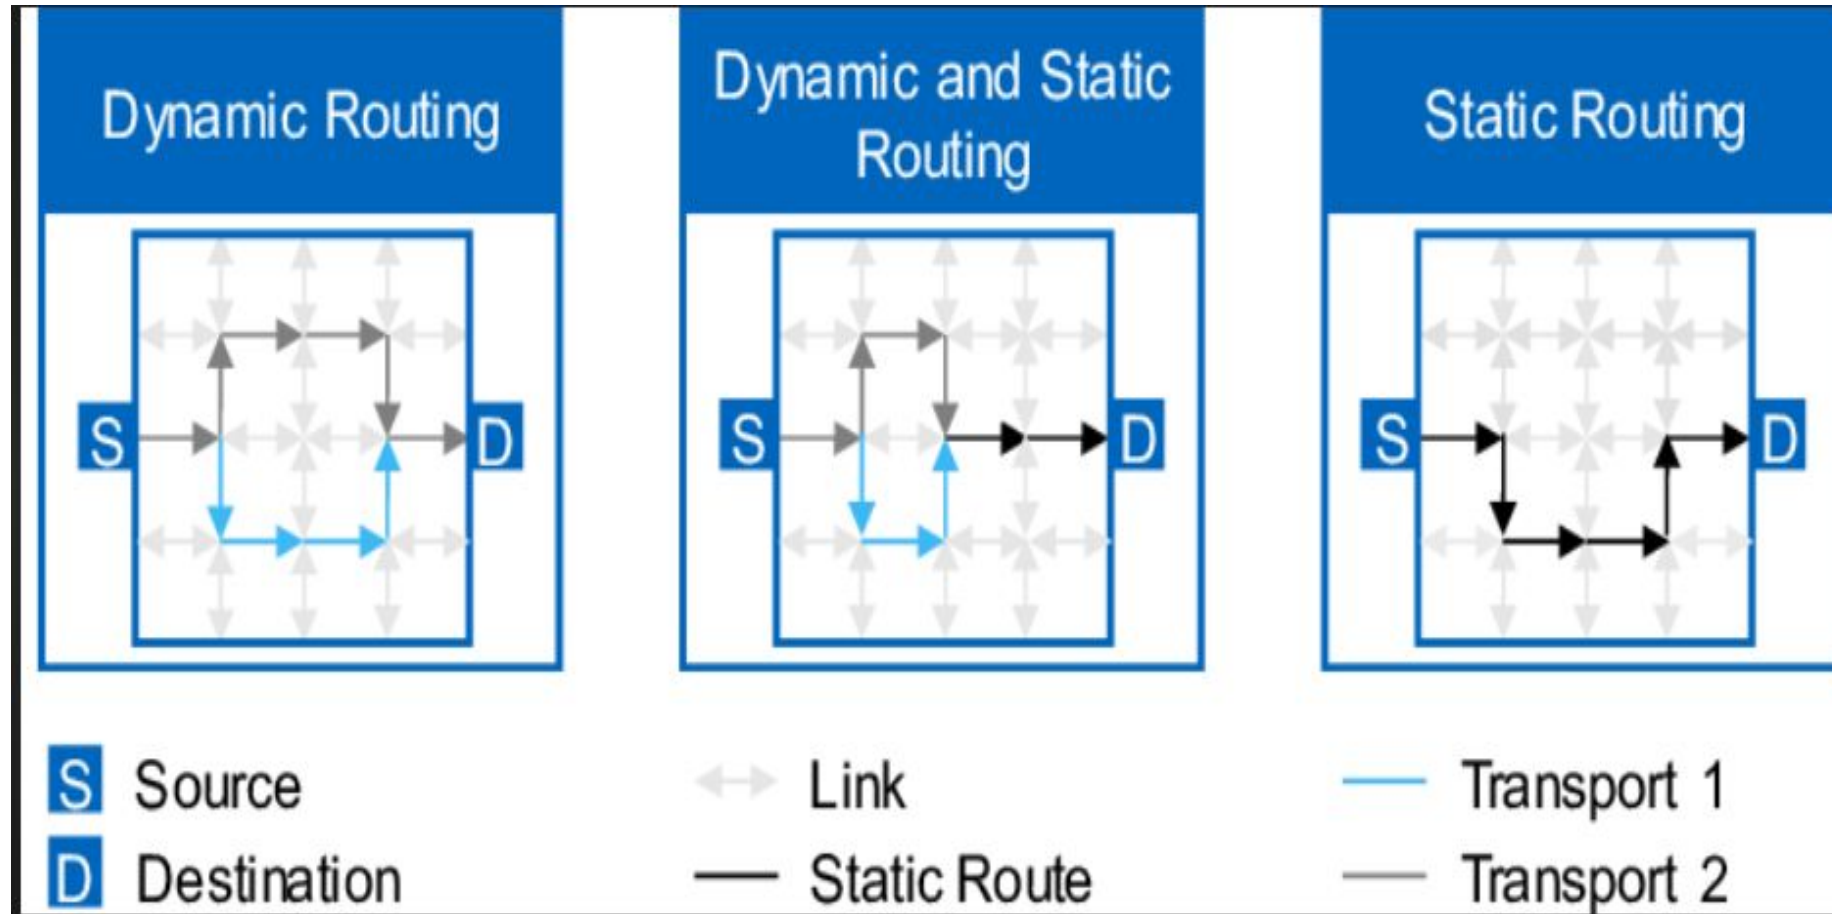 Dynamic Routing
Dynamic and Static
Routing
Static Routing
S
D
S
D
S
D
S Source
Link
Transport 1
D Destination
Static Route
Transport 2